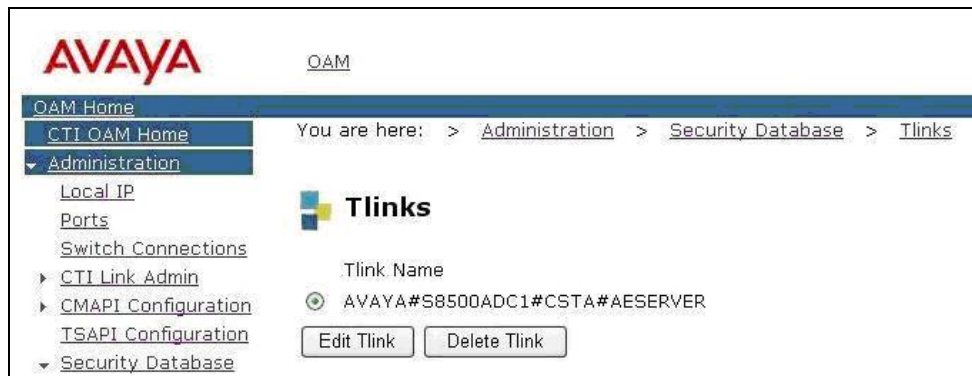 AVAYA
OAM
OAM Home
CTI OAM Home
You are here: > Administration > Security Database > Tlinks
Administration
Local IP
Ports
Switch Connections
CTI Link Admin
CMAPI Configuration
TSAPI Configuration
Security Database
Tlinks
Tlink Name
AVAYA#S8500ADC1#CSTA#AESERVER
Edit Tlink
Delete Tlink